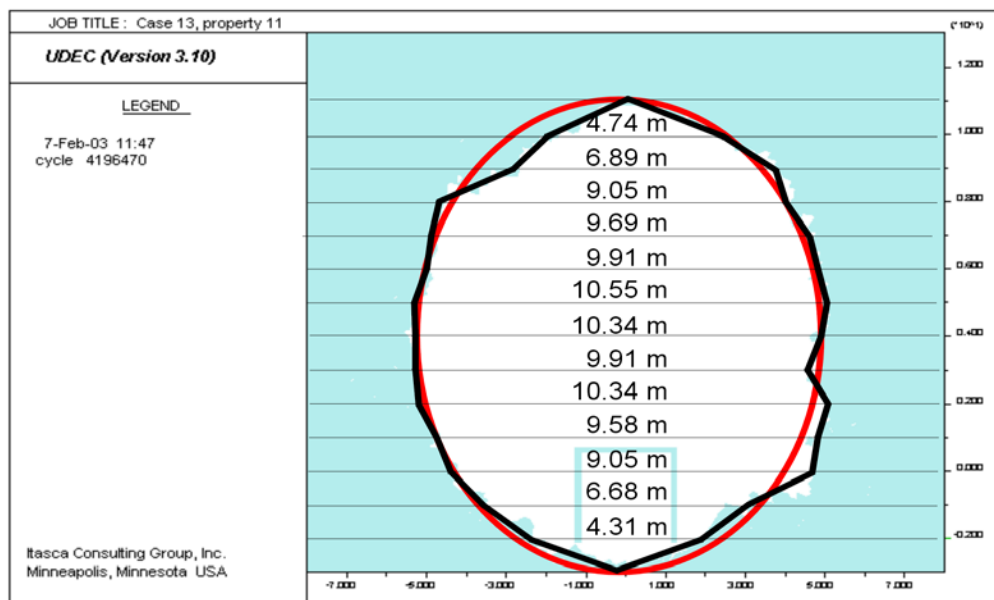 JOB TITLE : Case 13, property 11
(*10^1)
UDEC (Version 3.10)
LEGEND
7-Feb-03 11:47
cycle 4196470
4.74 m
6.89 m
9.05 m
9.69 m
9.91 m
10.55 m
10.34 m
9.91 m
10.34 m
9.58 m
9.05 m
6.68 m
4.31 m
1.200
1.000
0.800
0.600
0.400
0.200
0.000
-0.200
Itasca Consulting Group, Inc.
Minneapolis, Minnesota USA
-7.000 -5.000 -3.000 -1.000 1.000 3.000 5.000 7.000